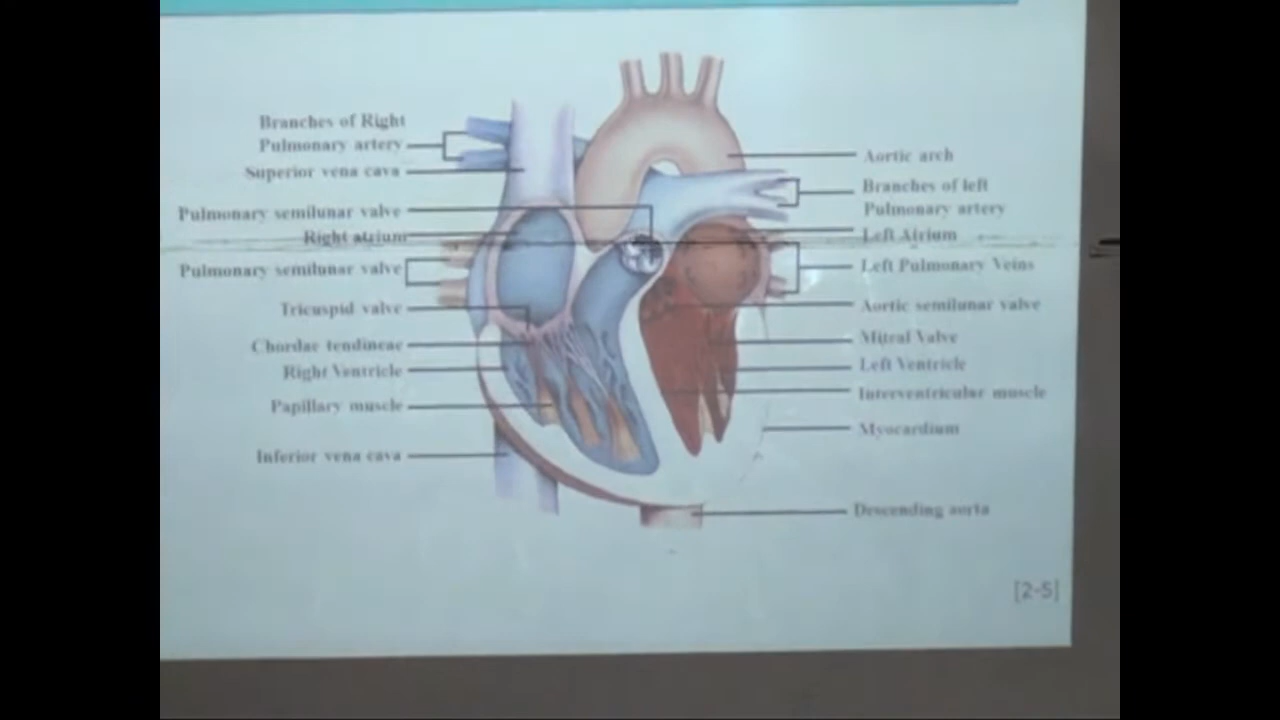 Branches of Right
Pulmonary artery
Superior vena cava
Pulmonary semilunar valve
Right atrium
Pulmonary semilunar valve
Tricuspid valve
Chordae tendineae
Right Ventricle
Papillary muscle
Inferior vena cava
Aortic arch
Branches of left
Pulmonary artery
Left Atrium
Left Pulmonary Veins
Aortic semilunar valve
Mitral Valve
Left Ventricle
Interventricular muscle
Myocardium
Descending aorta
[2-5]